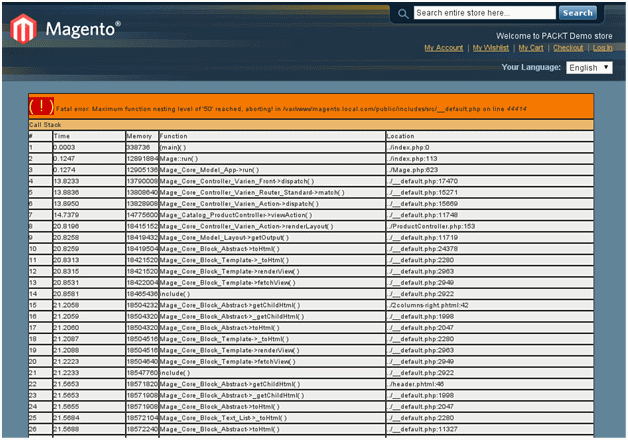 Search entire store here...
Search
Magento®
Welcome to PACKT Demo store
My Account | My Wishlist | My Cart | Checkout | Log In
Your Language: English
( ! ) Fatal error: Maximum function nesting level of '50' reached, aborting! in /var/www/magento.local.com/public/includes/src/__default.php on line 44414
Call Stack
# Time Memory Function Location
1 0.0003 338736 {main}( ) ../index.php:0
2 0.1247 12891884 Mage::run( ) ../index.php:113
3 0.1274 12905136 Mage_Core_Model_App->run( ) ../Mage.php:623
4 13.8233 13790008 Mage_Core_Controller_Varien_Front->dispatch( ) ../__default.php:17470
5 13.8836 13808640 Mage_Core_Controller_Varien_Router_Standard->match( ) ../__default.php:15271
6 13.8950 13828908 Mage_Core_Controller_Varien_Action->dispatch( ) ../__default.php:15669
7 14.7379 14775600 Mage_Catalog_ProductController->viewAction( ) ../__default.php:11748
8 20.8196 18415152 Mage_Core_Controller_Varien_Action->renderLayout( ) ../ProductController.php:153
9 20.8258 18419432 Mage_Core_Model_Layout->getOutput( ) ../__default.php:11719
10 20.8259 18419504 Mage_Core_Block_Abstract->toHtml( ) ../__default.php:24378
11 20.8313 18421520 Mage_Core_Block_Template->_toHtml( ) ../__default.php:2280
12 20.8315 18421520 Mage_Core_Block_Template->renderView( ) ../__default.php:2963
13 20.8531 18422004 Mage_Core_Block_Template->fetchView( ) ../__default.php:2949
14 20.8581 18465436 include( ) ../__default.php:2922
15 21.2058 18504232 Mage_Core_Block_Abstract->getChildHtml( ) ../2columns-right.phtml:42
16 21.2059 18504320 Mage_Core_Block_Abstract->_getChildHtml( ) ../__default.php:1998
17 21.2060 18504320 Mage_Core_Block_Abstract->toHtml( ) ../__default.php:2047
18 21.2087 18504516 Mage_Core_Block_Template->_toHtml( ) ../__default.php:2280
19 21.2088 18504516 Mage_Core_Block_Template->renderView( ) ../__default.php:2963
20 21.2223 18504640 Mage_Core_Block_Template->fetchView( ) ../__default.php:2949
21 21.2233 18547760 include( ) ../__default.php:2922
22 21.5653 18571820 Mage_Core_Block_Abstract->getChildHtml( ) ../header.phtml:46
23 21.5653 18571908 Mage_Core_Block_Abstract->_getChildHtml( ) ../__default.php:1998
24 21.5655 18571908 Mage_Core_Block_Abstract->toHtml( ) ../__default.php:2047
25 21.5684 18572104 Mage_Core_Block_Text_List->_toHtml( ) ../__default.php:2280
26 21.5688 18572240 Mage_Core_Block_Abstract->toHtml( ) ../__default.php:11327